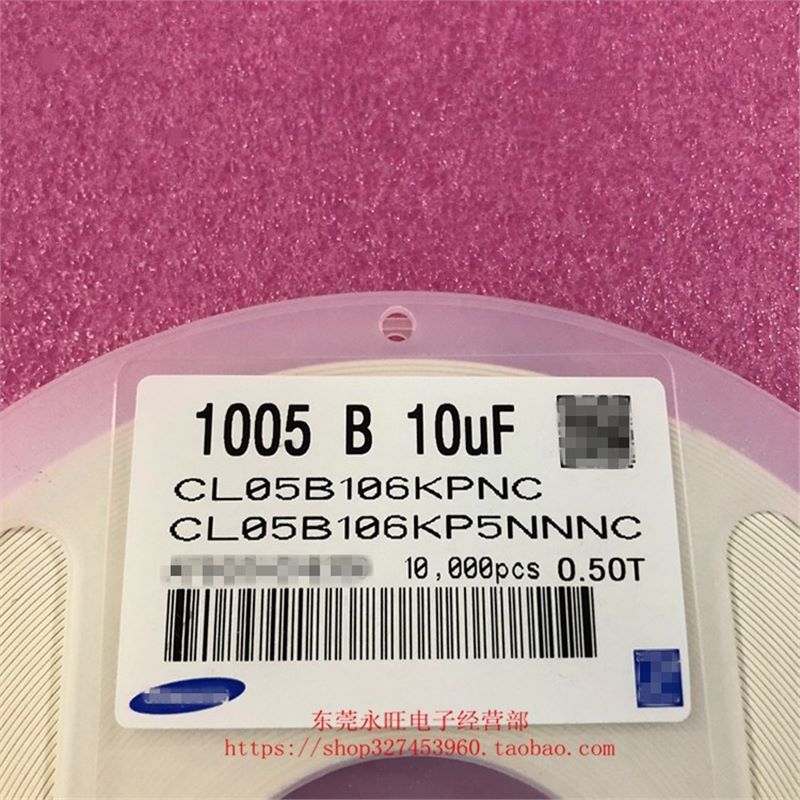 1005 B 10uF
CL05B106KPNC
CL05B106KP5NNNC
10,000pcs 0.50T
东莞永旺电子经营部
https://shop327453960.taobao.com